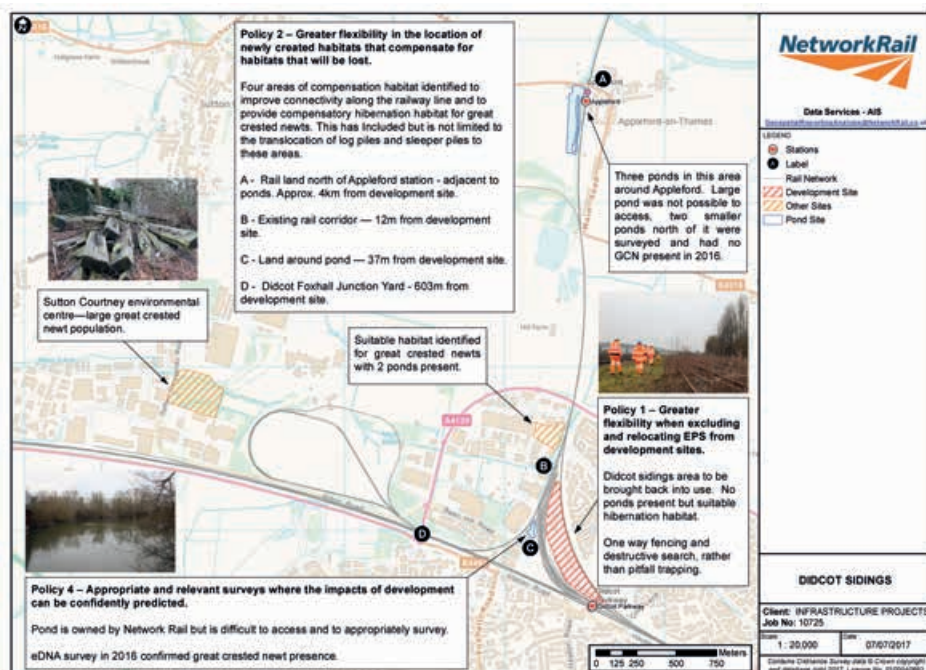 Policy 2 – Greater flexibility in the location of
newly created habitats that compensate for
habitats that will be lost.
Four areas of compensation habitat identified to
improve connectivity along the railway line and to
provide compensatory hibernation habitat for great
crested newts. This has Included but is not limited to
the translocation of log piles and sleeper piles to
these areas.
A - Rail land north of Appleford station - adjacent to
ponds. Approx. 4km from development site.
B - Existing rail corridor — 12m from development
site.
C - Land around pond — 37m from development site.
D - Didcot Foxhall Junction Yard - 603m from
development site.
A
Appleford
Appleford-on-Thames
Three ponds in this area
around Appleford. Large
pond was not possible to
access, two smaller
ponds north of it were
surveyed and had no
GCN present in 2016.
Sutton Courtney environmental
centre—large great crested
newt population.
Suitable habitat identified
for great crested newts
with 2 ponds present.
A4130
B
C
D
Policy 1 – Greater
flexibility when excluding
and relocating EPS from
development sites.
Didcot sidings area to be
brought back into use. No
ponds present but suitable
hibernation habitat.
One way fencing and
destructive search, rather
than pitfall trapping.
Didcot Parkway
Policy 4 – Appropriate and relevant surveys where the impacts of development
can be confidently predicted.
Pond is owned by Network Rail but is difficult to access and to appropriately survey.
eDNA survey in 2016 confirmed great crested newt presence.
Meters
0 125 250 500 750
NetworkRail
Data Services - AIS
LEGEND
Stations
A Label
Rail Network
Development Site
Other Sites
Pond Site
DIDCOT SIDINGS
Client: INFRASTRUCTURE PROJECTS
Job No: 10725
Scale:
1 : 20,000
Date:
07/07/2017